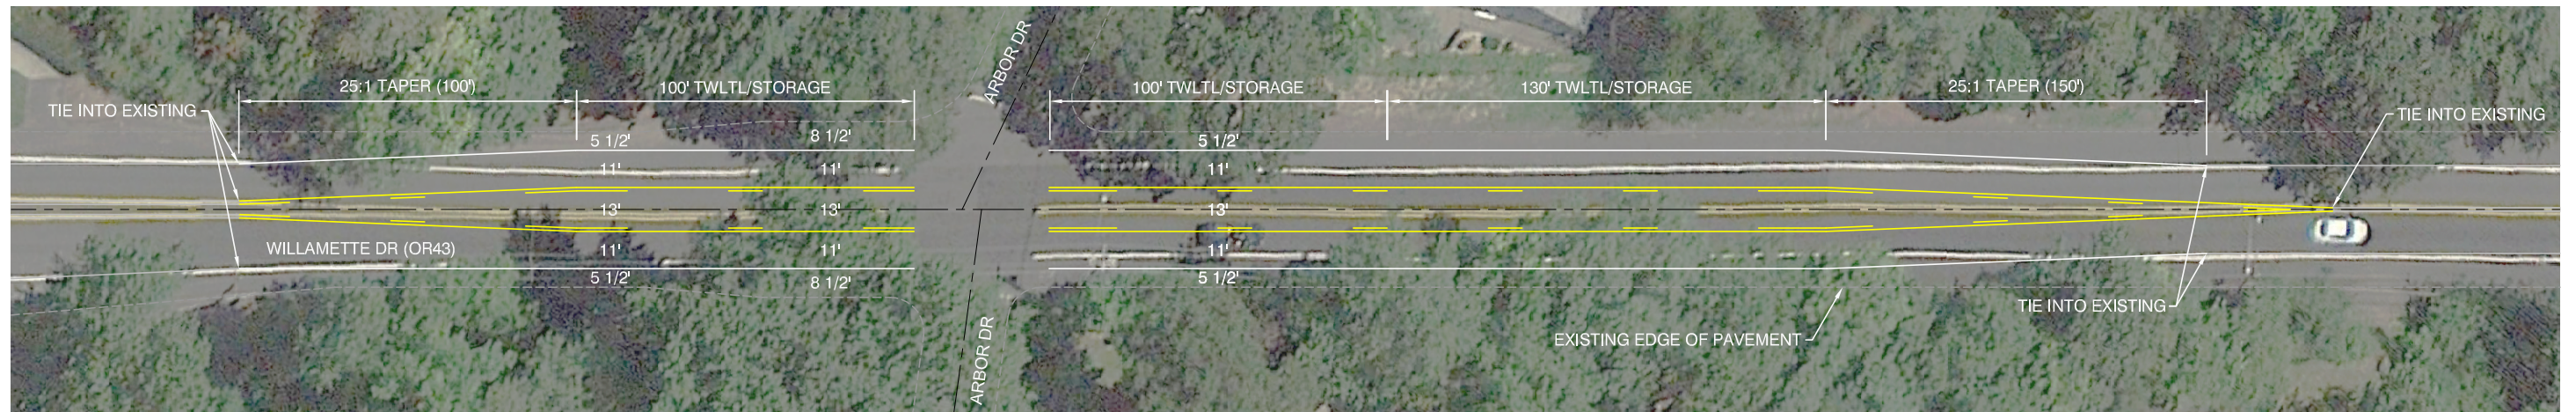 25:1 TAPER (100')
100' TWLTL/STORAGE
ARBOR DR
100' TWLTL/STORAGE
130' TWLTL/STORAGE
25:1 TAPER (150')
TIE INTO EXISTING
TIE INTO EXISTING
5 1/2'
8 1/2'
5 1/2'
11'
11'
11'
13'
13'
13'
WILLAMETTE DR (OR43)
11'
11'
11'
5 1/2'
8 1/2'
5 1/2'
TIE INTO EXISTING
EXISTING EDGE OF PAVEMENT
ARBOR DR